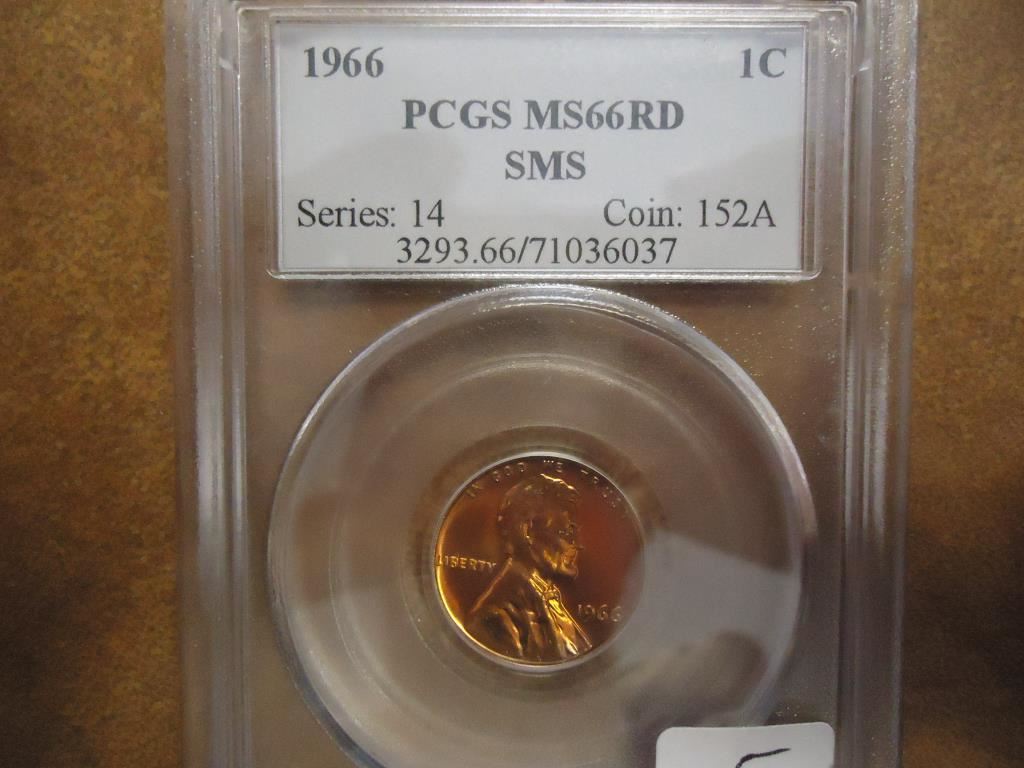 1966 1C
PCGS MS66RD
SMS
Series: 14 Coin: 152A
3293.66/71036037
IN GOD WE TRUST
LIBERTY
1966